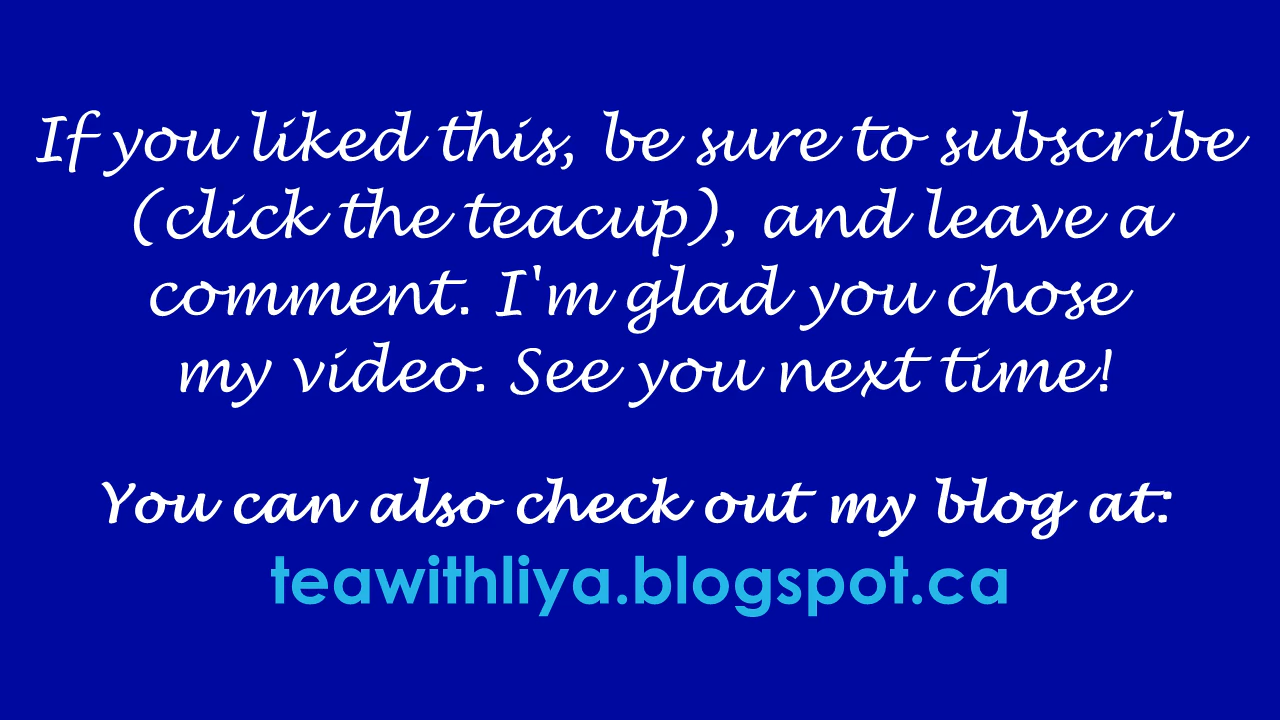 If you liked this, be sure to subscribe
(click the teacup), and leave a
comment. I'm glad you chose
my video. See you next time!
You can also check out my blog at:
teawithliya.blogspot.ca